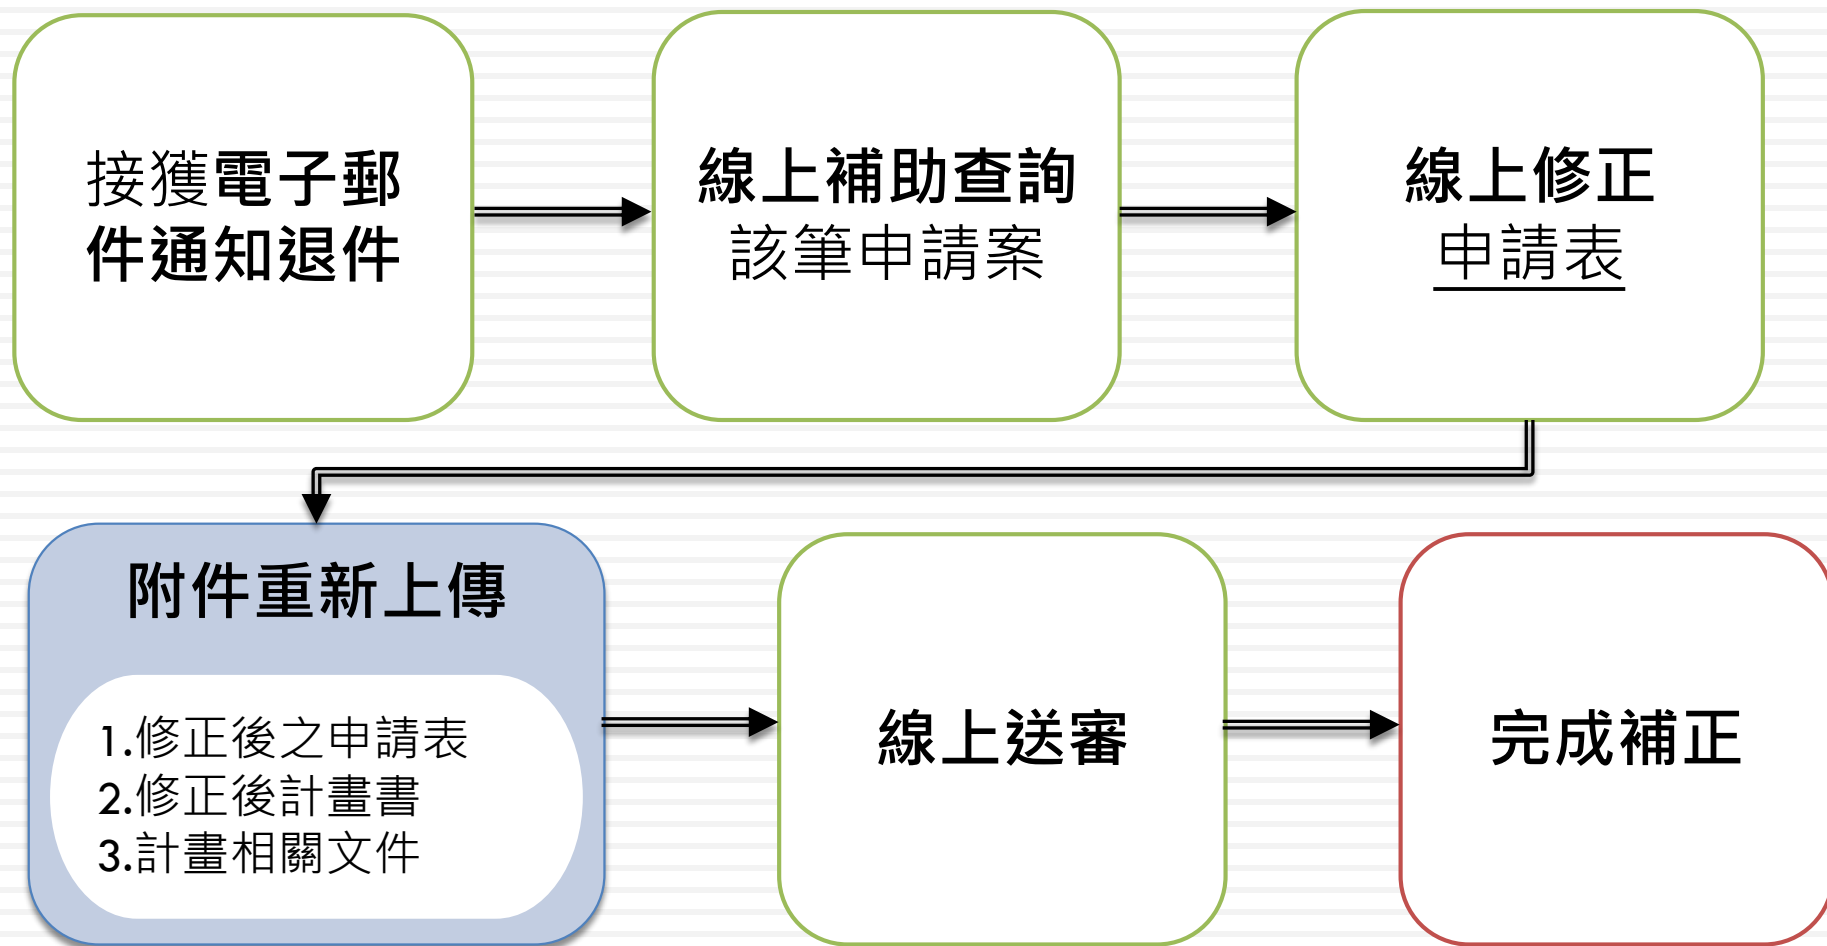 接獲電子郵
件通知退件
線上補助查詢
該筆申請案
線上修正
申請表
附件重新上傳
1.修正後之申請表
2.修正後計畫書
3.計畫相關文件
線上送審
完成補正